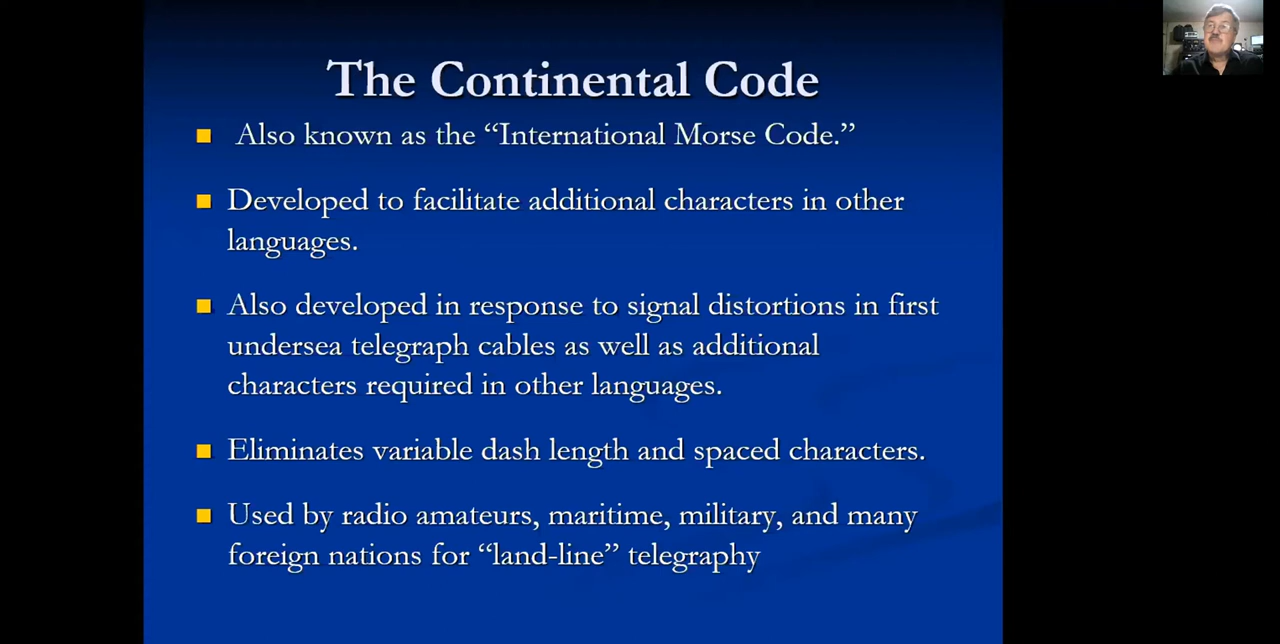 The Continental Code
Also known as the “International Morse Code.”
Developed to facilitate additional characters in other
languages.
Also developed in response to signal distortions in first
undersea telegraph cables as well as additional
characters required in other languages.
Eliminates variable dash length and spaced characters.
Used by radio amateurs, maritime, military, and many
foreign nations for “land-line” telegraphy